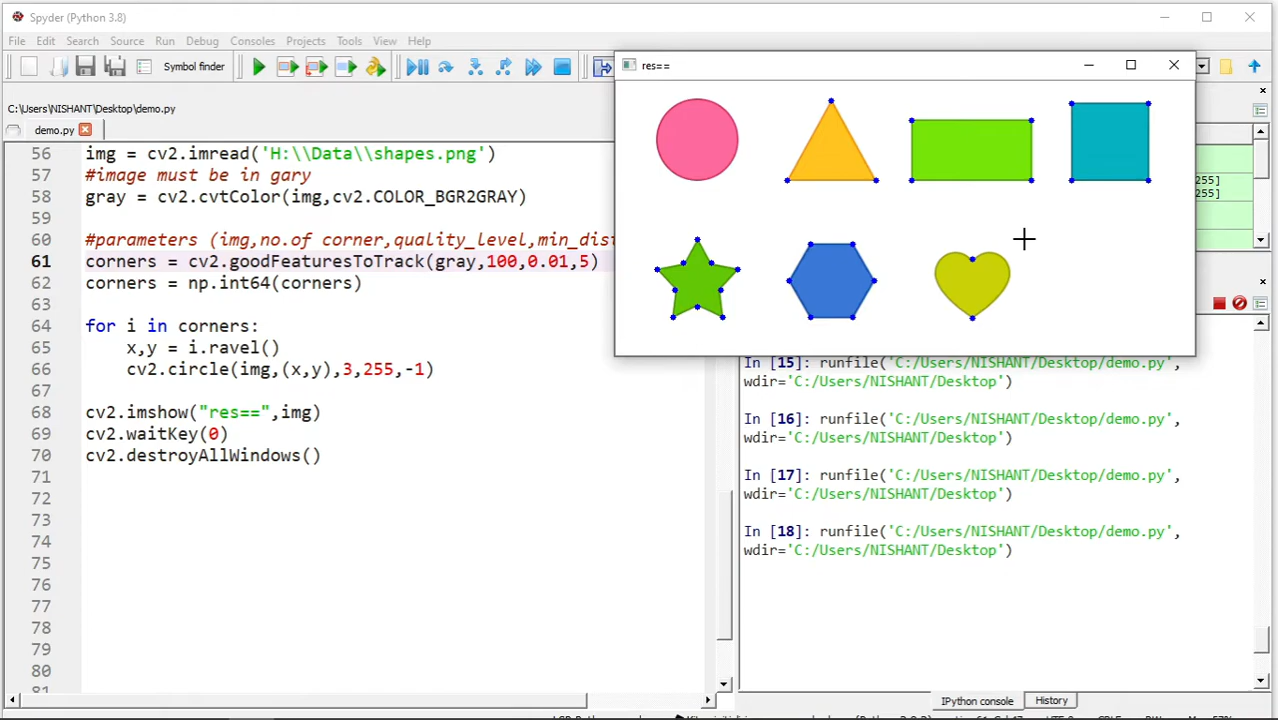 Spyder (Python 3.8)
File Edit Search Source Run Debug Consoles Projects Tools View Help
Symbol finder
C:\Users\NISHANT\Desktop\demo.py
demo.py
56 img = cv2.imread('H:\\Data\\shapes.png')
57 #image must be in gary
58 gray = cv2.cvtColor(img,cv2.COLOR_BGR2GRAY)
59
60 #parameters (img,no.of corner,quality_level,min_dis
61 corners = cv2.goodFeaturesToTrack(gray,100,0.01,5)
62 corners = np.int64(corners)
63
64 for i in corners:
65 x,y = i.ravel()
66 cv2.circle(img,(x,y),3,255,-1)
67
68 cv2.imshow("res==",img)
69 cv2.waitKey(0)
70 cv2.destroyAllWindows()
71
72
73
74
75
76
77
78
79
80
res==
255]
255]
In [15]: runfile('C:/Users/NISHANT/Desktop/demo.py',
wdir='C:/Users/NISHANT/Desktop')
In [16]: runfile('C:/Users/NISHANT/Desktop/demo.py',
wdir='C:/Users/NISHANT/Desktop')
In [17]: runfile('C:/Users/NISHANT/Desktop/demo.py',
wdir='C:/Users/NISHANT/Desktop')
In [18]: runfile('C:/Users/NISHANT/Desktop/demo.py',
wdir='C:/Users/NISHANT/Desktop')
IPython console History